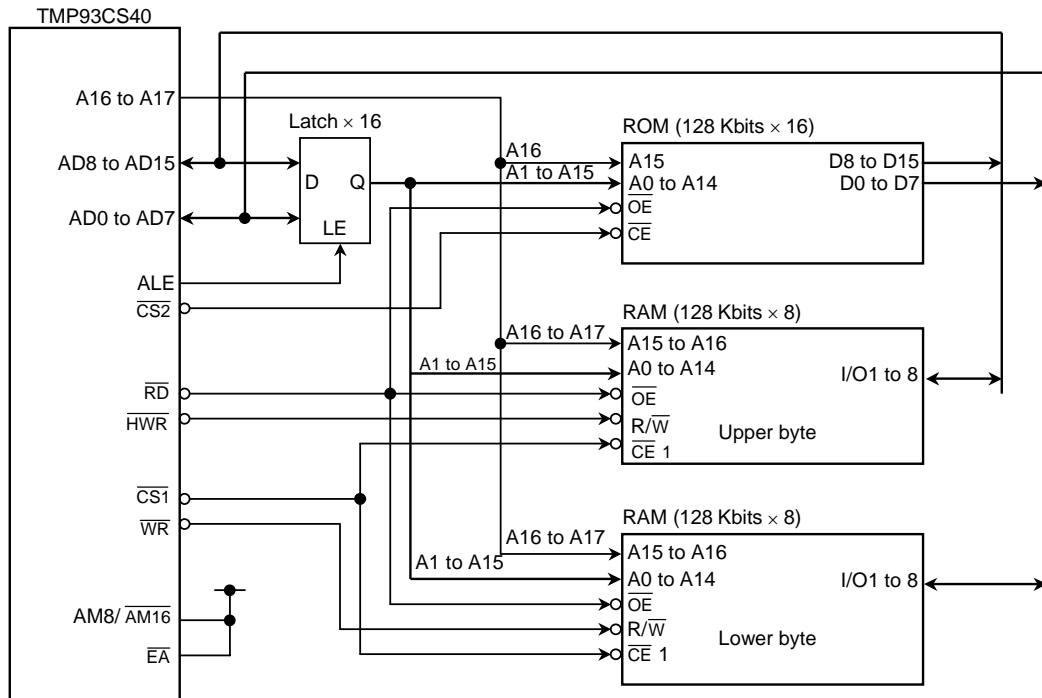 TMP93CS40
A16 to A17
AD8 to AD15
AD0 to AD7
ALE
CS2
RD
HWR
CS1
WR
AM8/ AM16
EA
Latch × 16
D Q
LE
A16
A1 to A15
ROM (128 Kbits × 16)
A15
A0 to A14
OE
CE
D8 to D15
D0 to D7
A16 to A17
A1 to A15
RAM (128 Kbits × 8)
A15 to A16
A0 to A14
OE
R/W
CE 1
I/O1 to 8
Upper byte
A16 to A17
A1 to A15
RAM (128 Kbits × 8)
A15 to A16
A0 to A14
OE
R/W
CE 1
I/O1 to 8
Lower byte